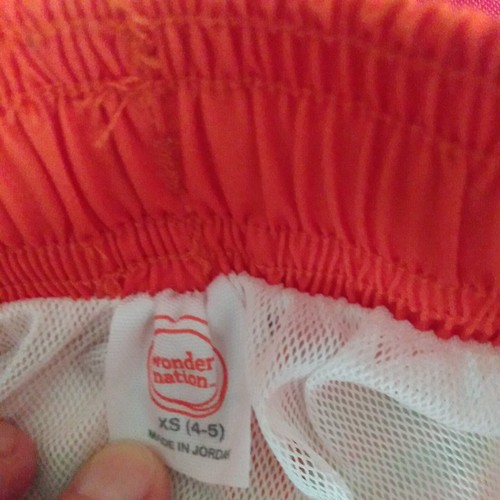 wonder
nation
XS (4-5)
MADE IN JORDAN